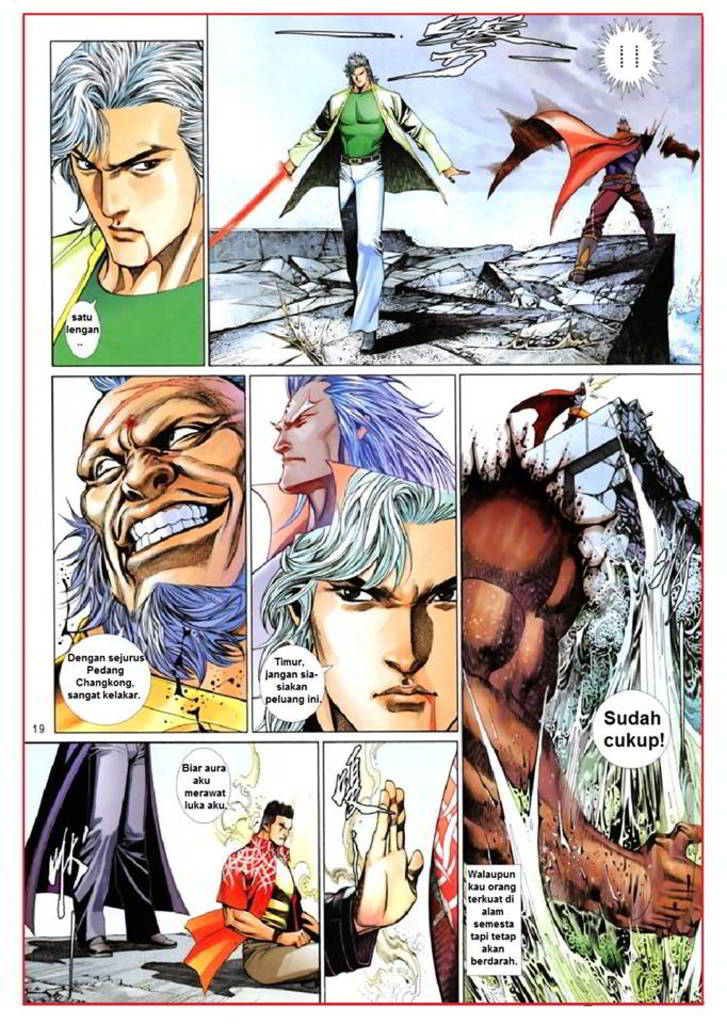 satu
lengan
..
Dengan sejurus
Pedang
Changkong,
sangat kelakar.
Timur,
jangan sia-
siakan
peluang ini.
Sudah
cukup!
19
Biar aura
aku
merawat
luka aku.
Walaupun
kau orang
terkuat di
alam
semesta
tapi tetap
akan
berdarah.